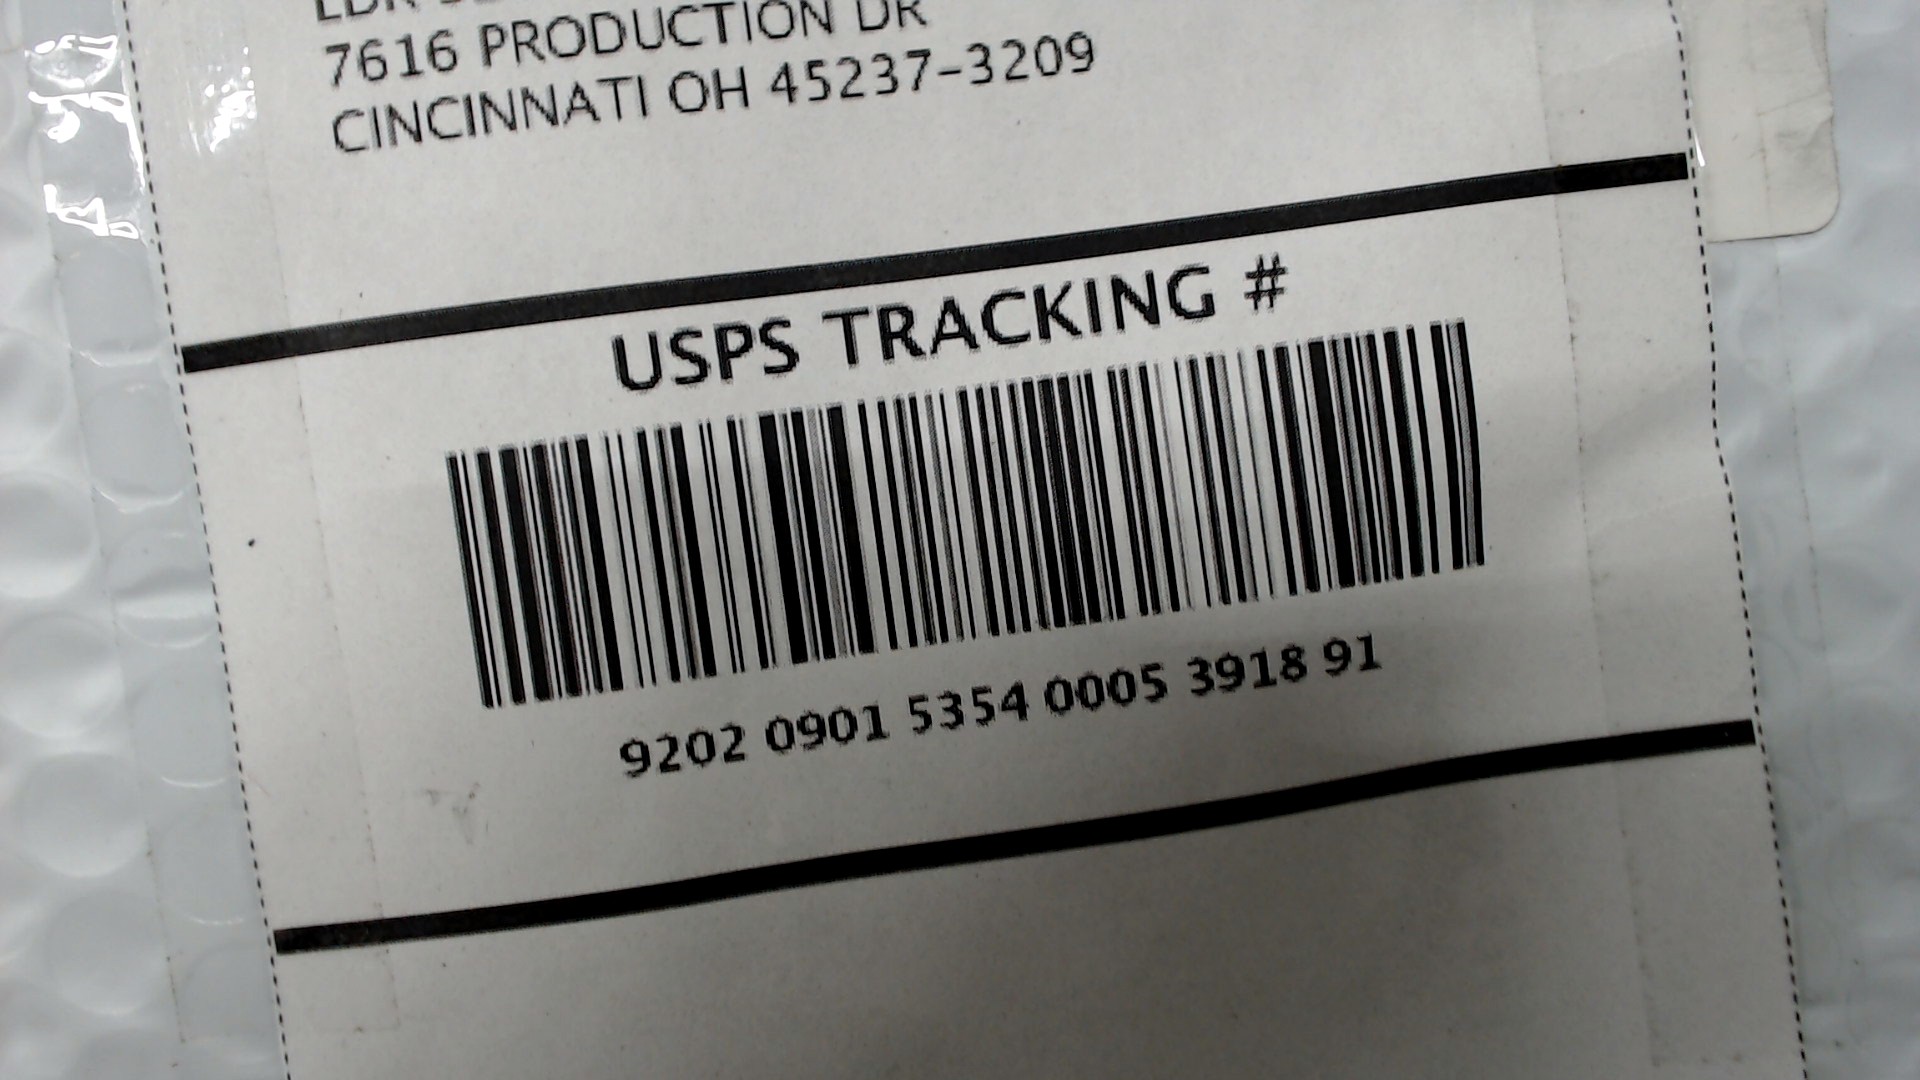 7616 PRODUCTION DR
CINCINNATI OH 45237-3209
USPS TRACKING #
9202 0901 5354 0005 3918 91